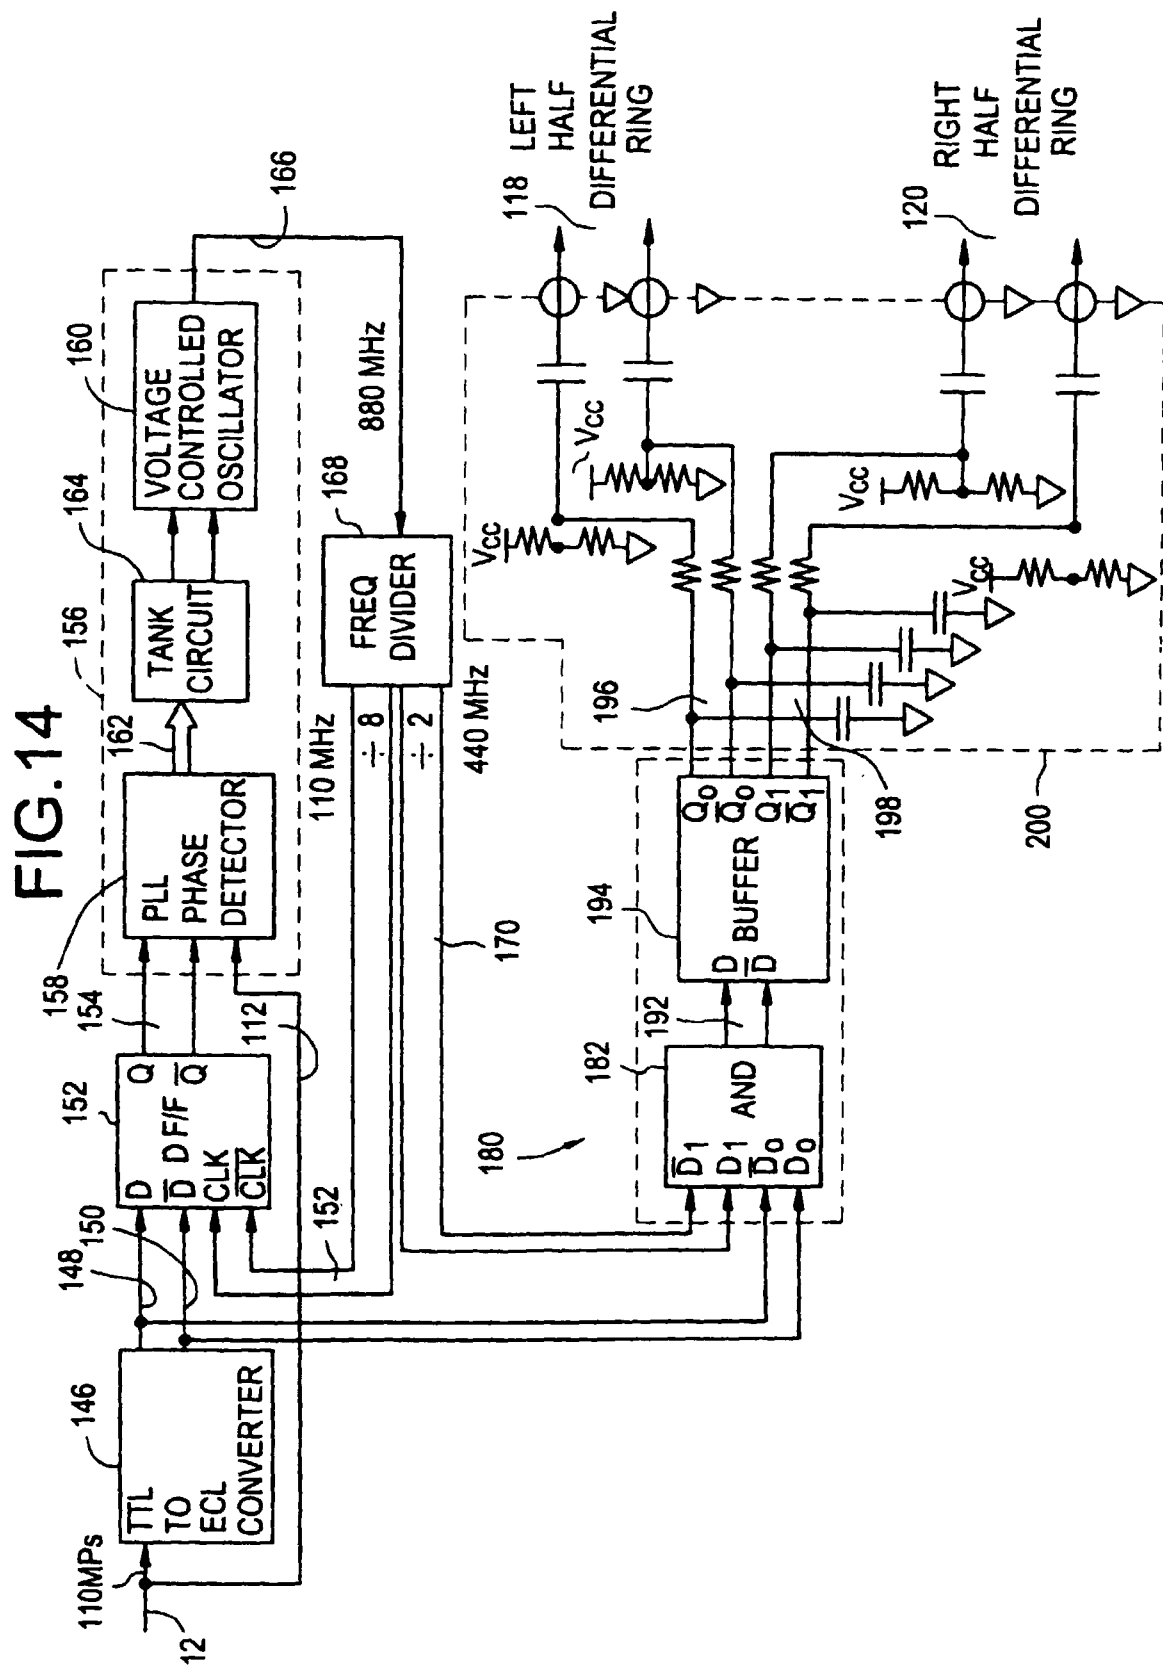 FIG.14
12
110MPs
146
TTL
TO
ECL
CONVERTER
148
150
152
D
D̅ D F/F
CLK
C̅L̅K̅
Q
Q̅
154
112
158
PLL
PHASE
DETECTOR
156
162
164
TANK
CIRCUIT
160
VOLTAGE
CONTROLLED
OSCILLATOR
166
880 MHz
168
FREQ
DIVIDER
110 MHz
÷ 8
÷ 2
440 MHz
152
170
180
182
D̅1
D1
D̅0
D0
AND
192
194
D
D̅
BUFFER
Q0
Q̅0
Q1
Q̅1
196
198
200
Vcc
Vcc
Vcc
Vcc
118
LEFT
HALF
DIFFERENTIAL
RING
120
RIGHT
HALF
DIFFERENTIAL
RING